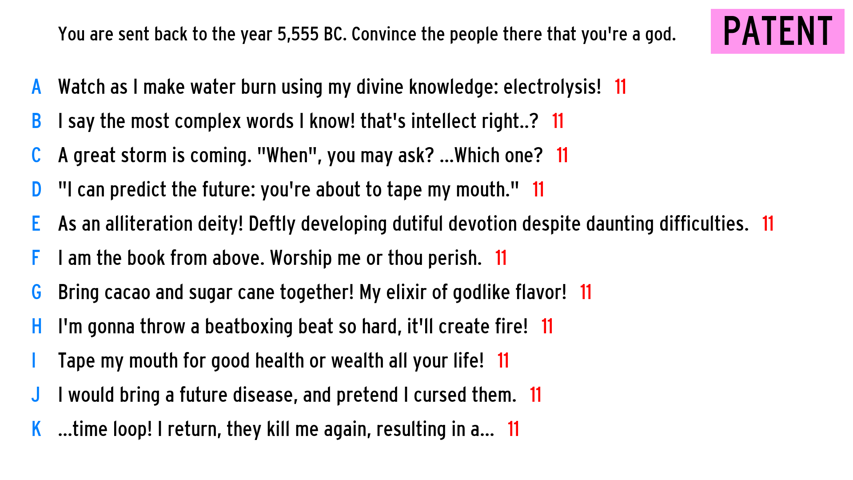 You are sent back to the year 5,555 BC. Convince the people there that you're a god.
PATENT
A Watch as I make water burn using my divine knowledge: electrolysis! 11
B I say the most complex words I know! that's intellect right..? 11
C A great storm is coming. "When", you may ask? ...Which one? 11
D "I can predict the future: you're about to tape my mouth." 11
E As an alliteration deity! Deftly developing dutiful devotion despite daunting difficulties. 11
F I am the book from above. Worship me or thou perish. 11
G Bring cacao and sugar cane together! My elixir of godlike flavor! 11
H I'm gonna throw a beatboxing beat so hard, it'll create fire! 11
I Tape my mouth for good health or wealth all your life! 11
J I would bring a future disease, and pretend I cursed them. 11
K ...time loop! I return, they kill me again, resulting in a... 11